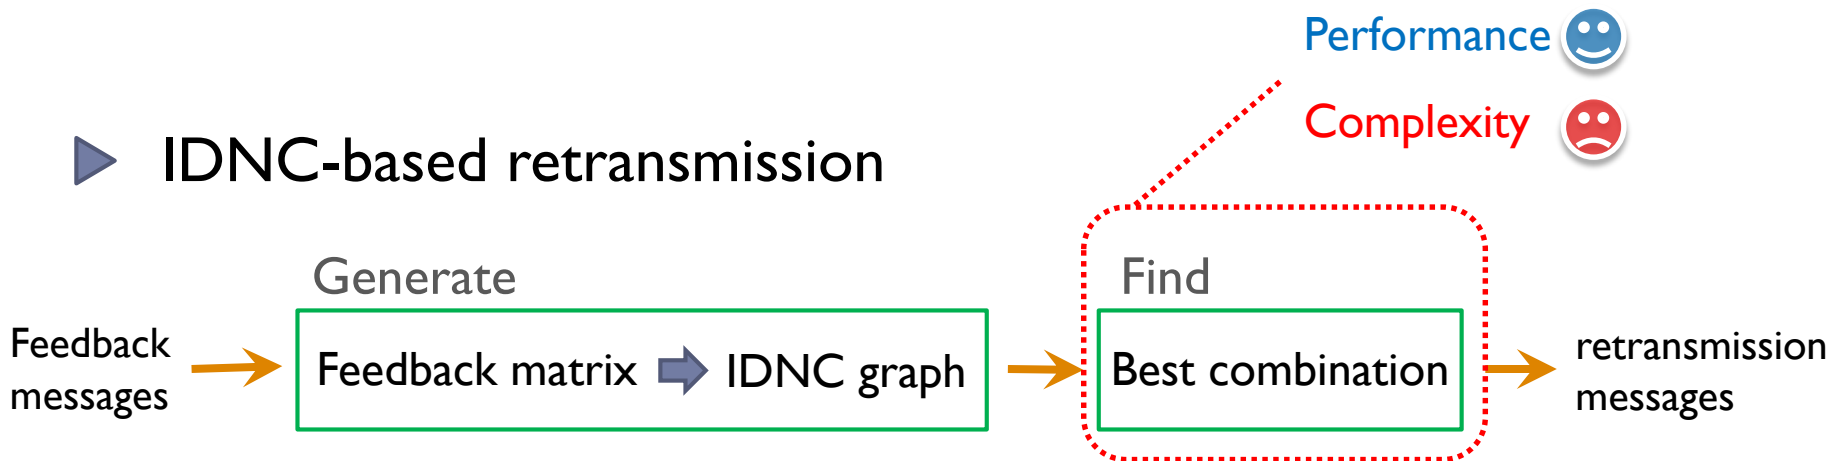 Performance
Complexity
IDNC-based retransmission
Generate
Find
Feedback messages
Feedback matrix
IDNC graph
Best combination
retransmission messages